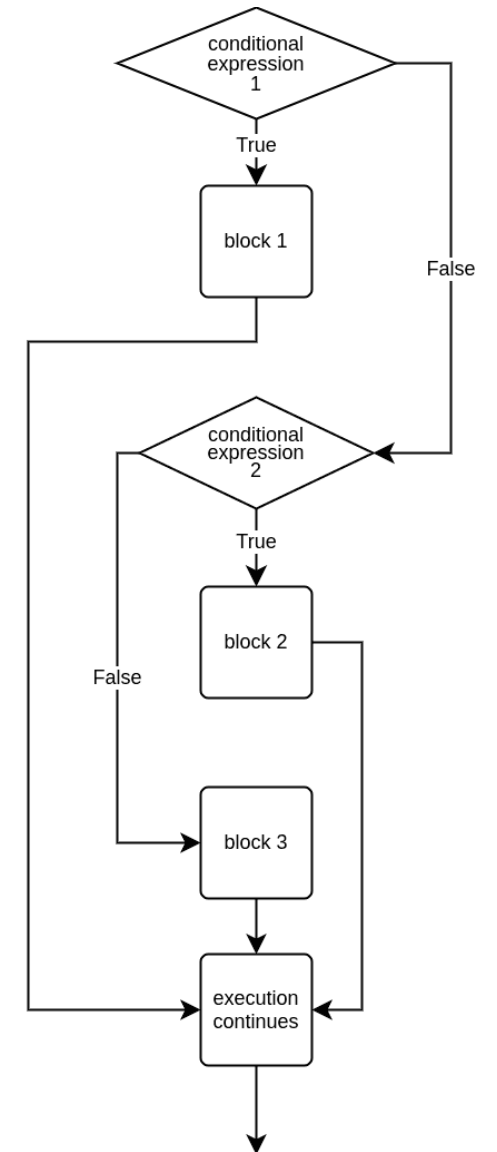 conditional
expression
1
True
block 1
False
conditional
expression
2
True
block 2
False
block 3
execution
continues